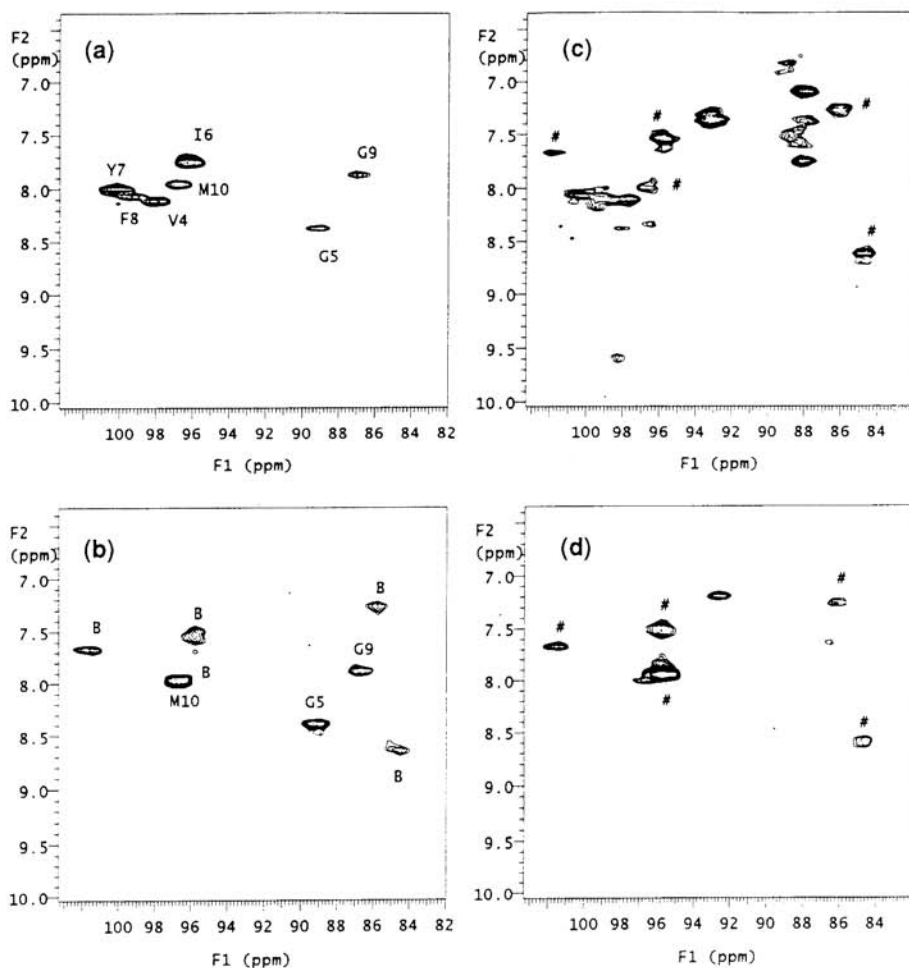 (a)
F2
(ppm)
7.0
7.5
8.0
8.5
9.0
9.5
10.0
I6
Y7
G9
M10
F8
V4
G5
100 98 96 94 92 90 88 86 84 82
F1 (ppm)
(c)
F2
(ppm)
7.0
7.5
8.0
8.5
9.0
9.5
10.0
#
#
#
#
#
100 98 96 94 92 90 88 86 84
F1 (ppm)
(b)
F2
(ppm)
7.0
7.5
8.0
8.5
9.0
9.5
10.0
B
B
B
G9
B
M10
G5
B
100 98 96 94 92 90 88 86 84
F1 (ppm)
(d)
F2
(ppm)
7.0
7.5
8.0
8.5
9.0
9.5
10.0
#
#
#
#
#
100 98 96 94 92 90 88 86 84
F1 (ppm)